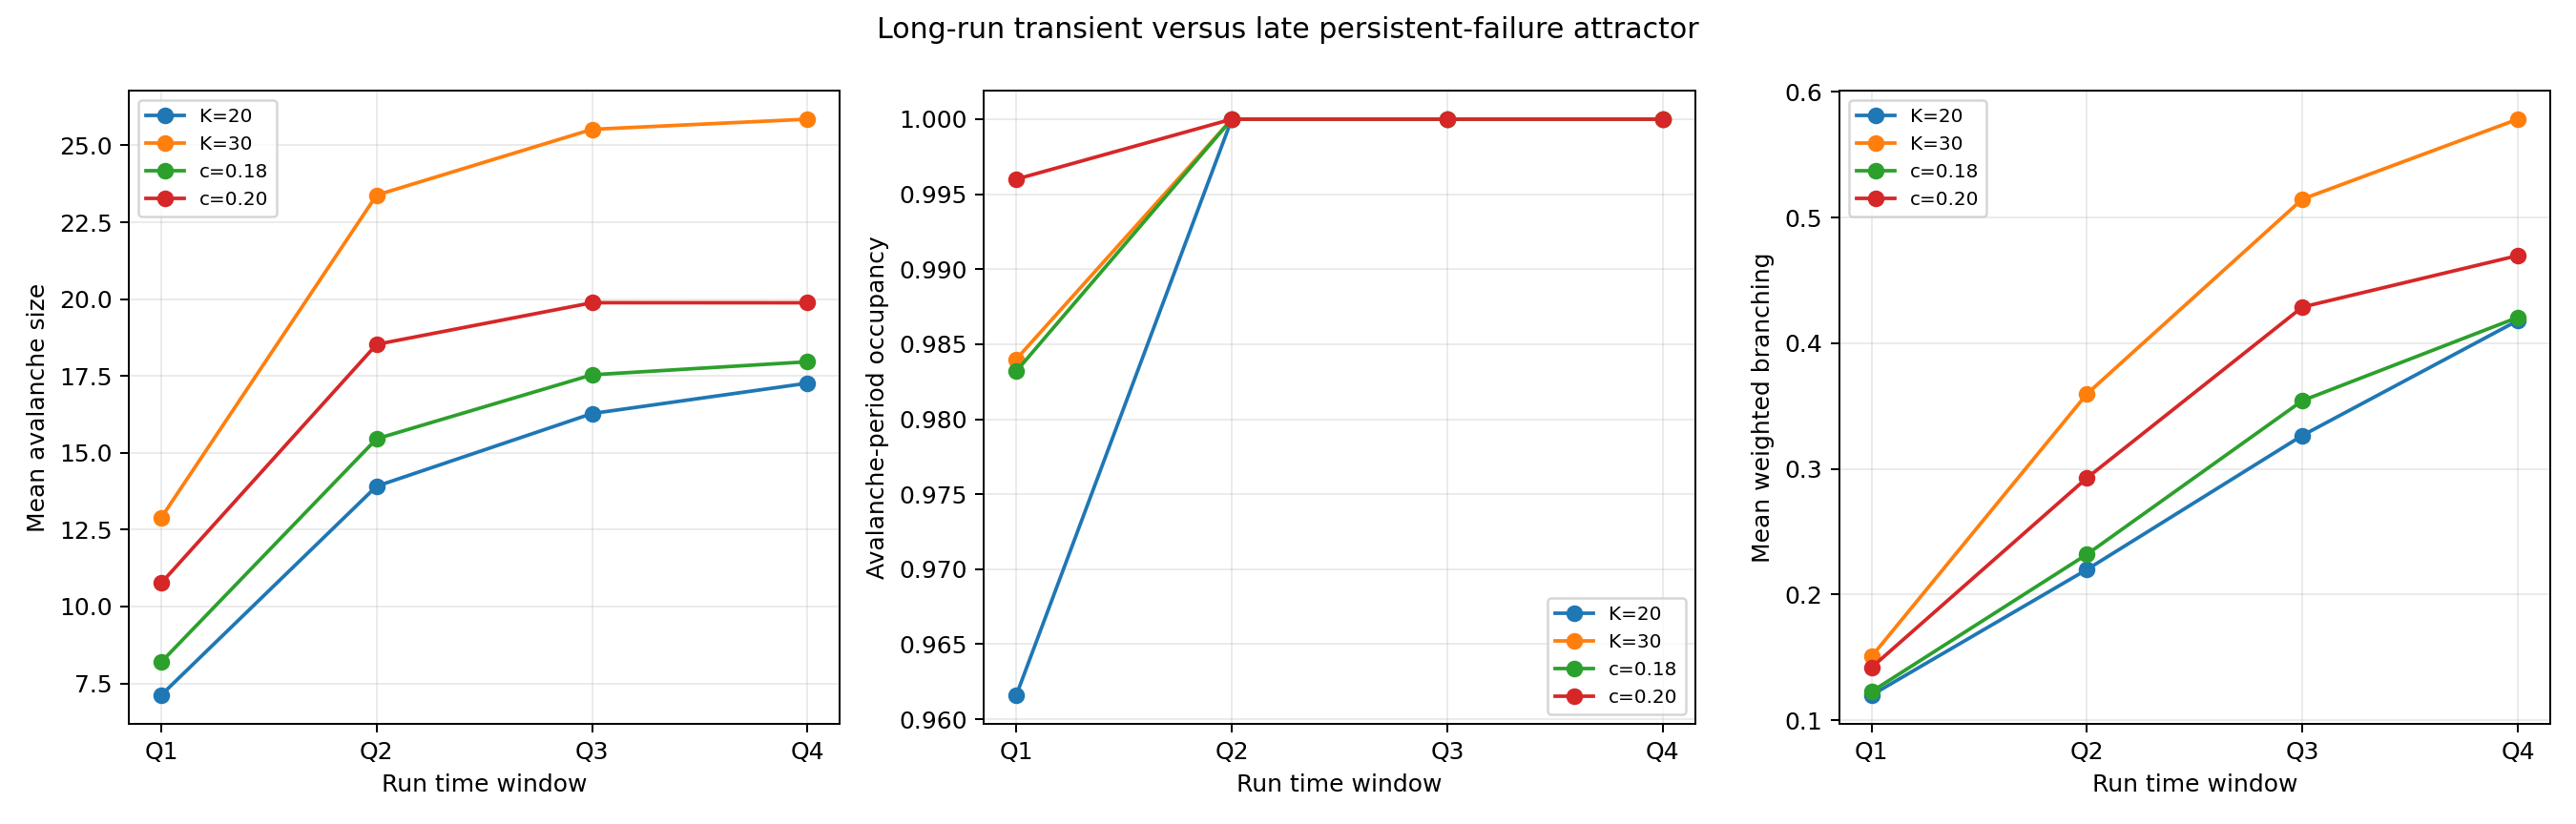 Long-run transient versus late persistent-failure attractor
Mean avalanche size
25.0
22.5
20.0
17.5
15.0
12.5
10.0
7.5
K=20
K=30
c=0.18
c=0.20
Q1 Q2 Q3 Q4
Run time window
Avalanche-period occupancy
1.000
0.995
0.990
0.985
0.980
0.975
0.970
0.965
0.960
K=20
K=30
c=0.18
c=0.20
Q1 Q2 Q3 Q4
Run time window
Mean weighted branching
0.6
0.5
0.4
0.3
0.2
0.1
K=20
K=30
c=0.18
c=0.20
Q1 Q2 Q3 Q4
Run time window